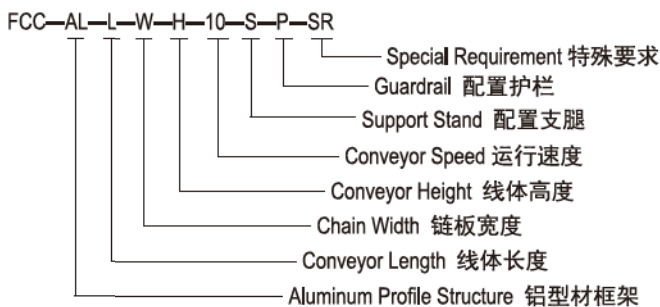 FCC—AL—L—W—H—10—S—P—SR
Special Requirement 特殊要求
Guardrail 配置护栏
Support Stand 配置支腿
Conveyor Speed 运行速度
Conveyor Height 线体高度
Chain Width 链板宽度
Conveyor Length 线体长度
Aluminum Profile Structure 铝型材框架